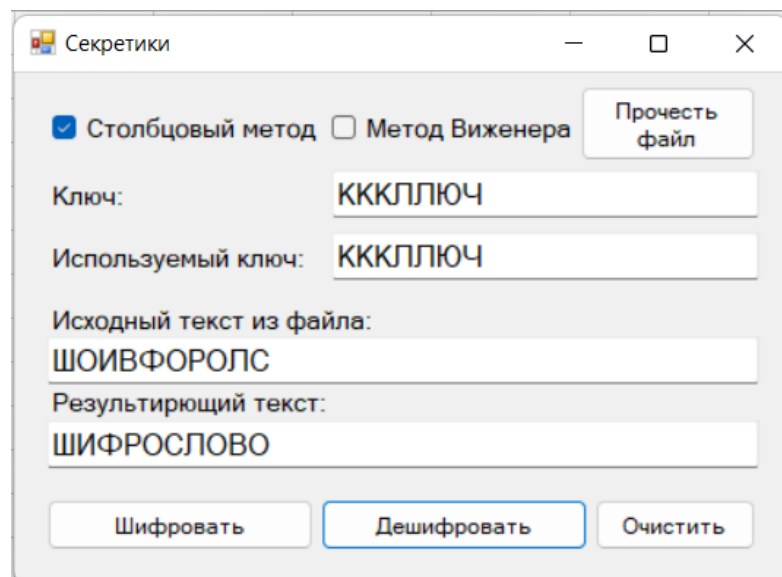 Секретики
Столбцовый метод Метод Виженера Прочесть
файл
Ключ: КККЛЛЮЧ
Используемый ключ: КККЛЛЮЧ
Исходный текст из файла:
ШОИВФОРОЛС
Результирющий текст:
ШИФРОСЛОВО
Шифровать Дешифровать Очистить